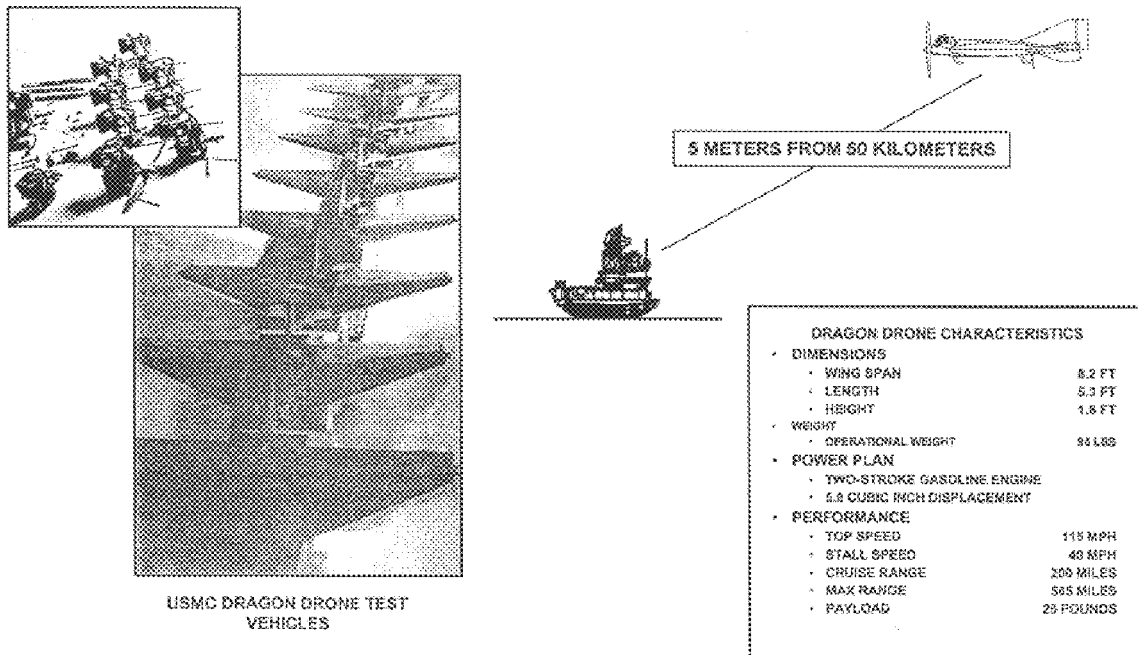 5 METERS FROM 50 KILOMETERS
DRAGON DRONE CHARACTERISTICS
• DIMENSIONS
• WING SPAN 8.2 FT
• LENGTH 5.3 FT
• HEIGHT 1.8 FT
• WEIGHT
• OPERATIONAL WEIGHT LBS
• POWER PLAN
• TWO-STROKE GASOLINE ENGINE
• CUBIC INCH DISPLACEMENT
• PERFORMANCE
• TOP SPEED 115 MPH
• STALL SPEED 40 MPH
• CRUISE RANGE 200 MILES
• MAX RANGE 565 MILES
• PAYLOAD 25 POUNDS
USMC DRAGON DRONE TEST
VEHICLES